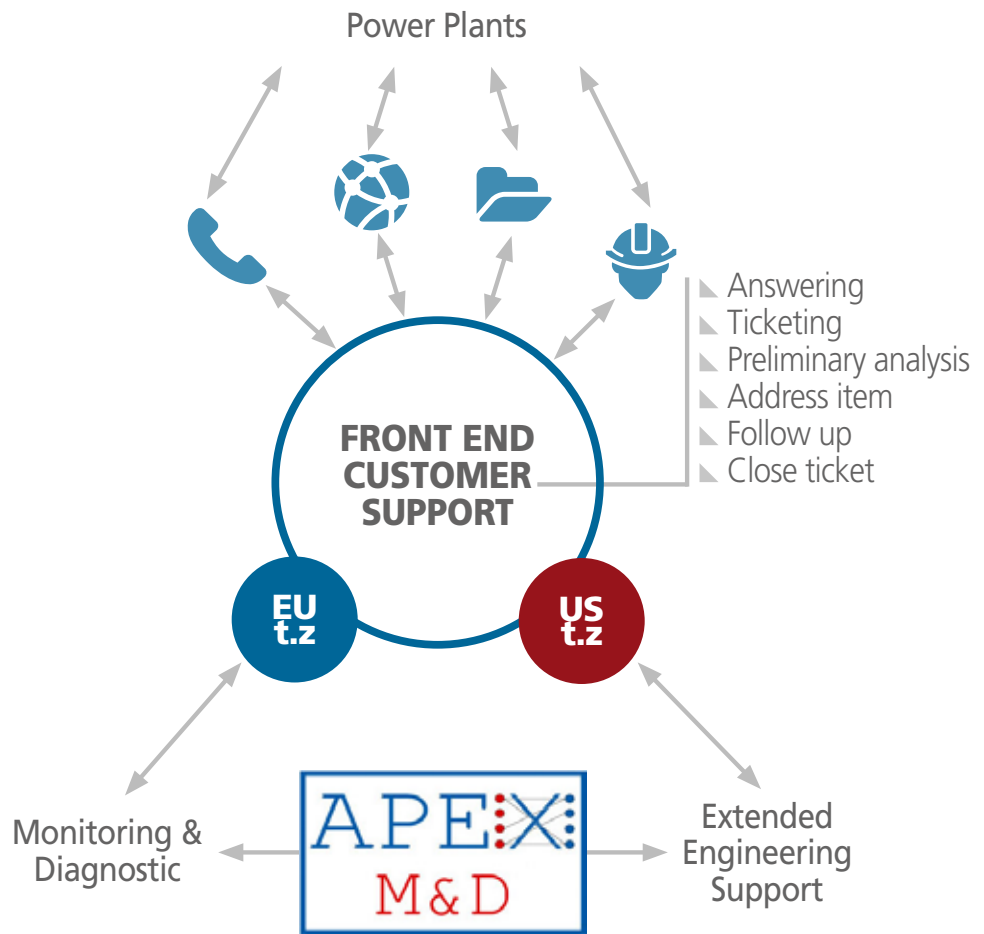 Power Plants
Answering
Ticketing
Preliminary analysis
Address item
Follow up
Close ticket
FRONT END
CUSTOMER
SUPPORT
EU
t.z
US
t.z
Monitoring &
Diagnostic
APEX
M&D
Extended
Engineering
Support